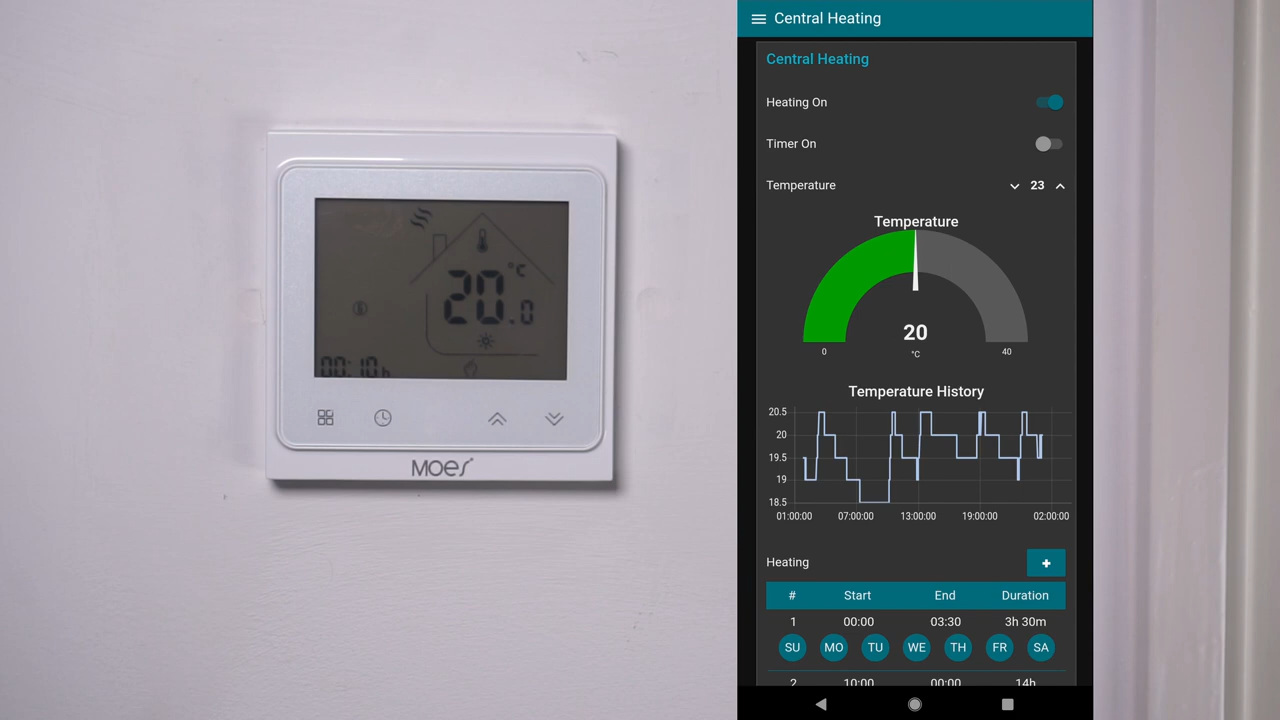 20.0 °C
00:10h
MOES
Central Heating
Central Heating
Heating On
Timer On
Temperature 23
Temperature
20
°C
0 40
Temperature History
20.5
20
19.5
19
18.5
01:00:00 07:00:00 13:00:00 19:00:00 02:00:00
Heating +
# Start End Duration
1 00:00 03:30 3h 30m
SU MO TU WE TH FR SA
2 10:00 00:00 14h